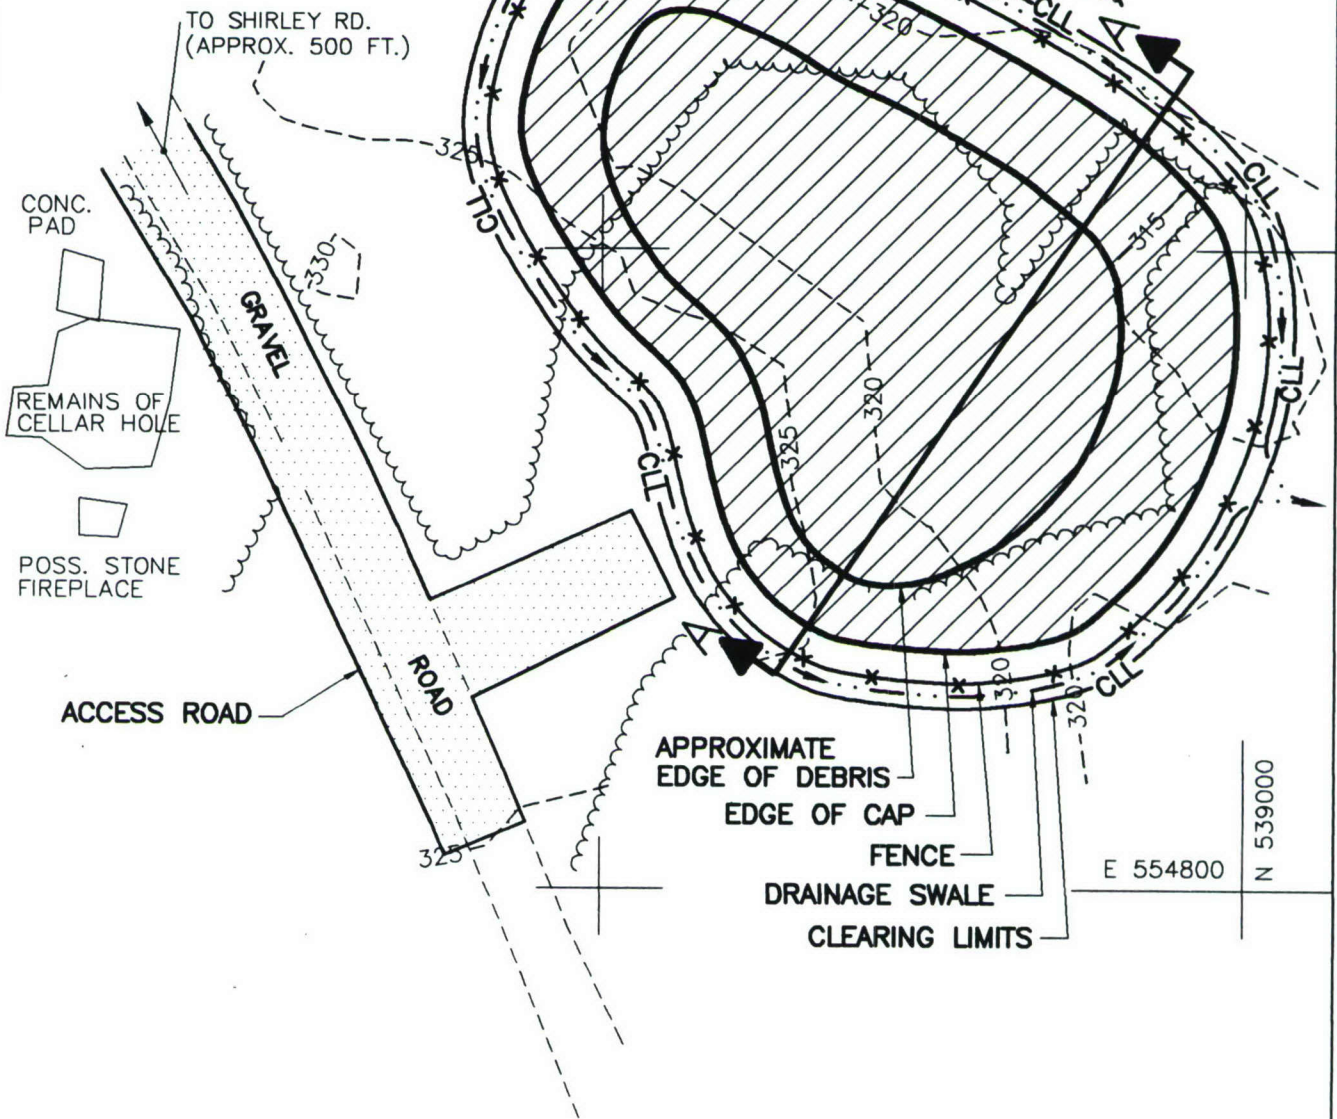 TO SHIRLEY RD.
(APPROX. 500 FT.)
320
CLL
A
325
CLL
CLL
CONC.
PAD
315
330
GRAVEL
CLL
REMAINS OF
CELLAR HOLE
320
325
CLL
POSS. STONE
FIREPLACE
A
ROAD
320
CLL
320
ACCESS ROAD
APPROXIMATE
EDGE OF DEBRIS
EDGE OF CAP
FENCE
325
E 554800
N 539000
DRAINAGE SWALE
CLEARING LIMITS